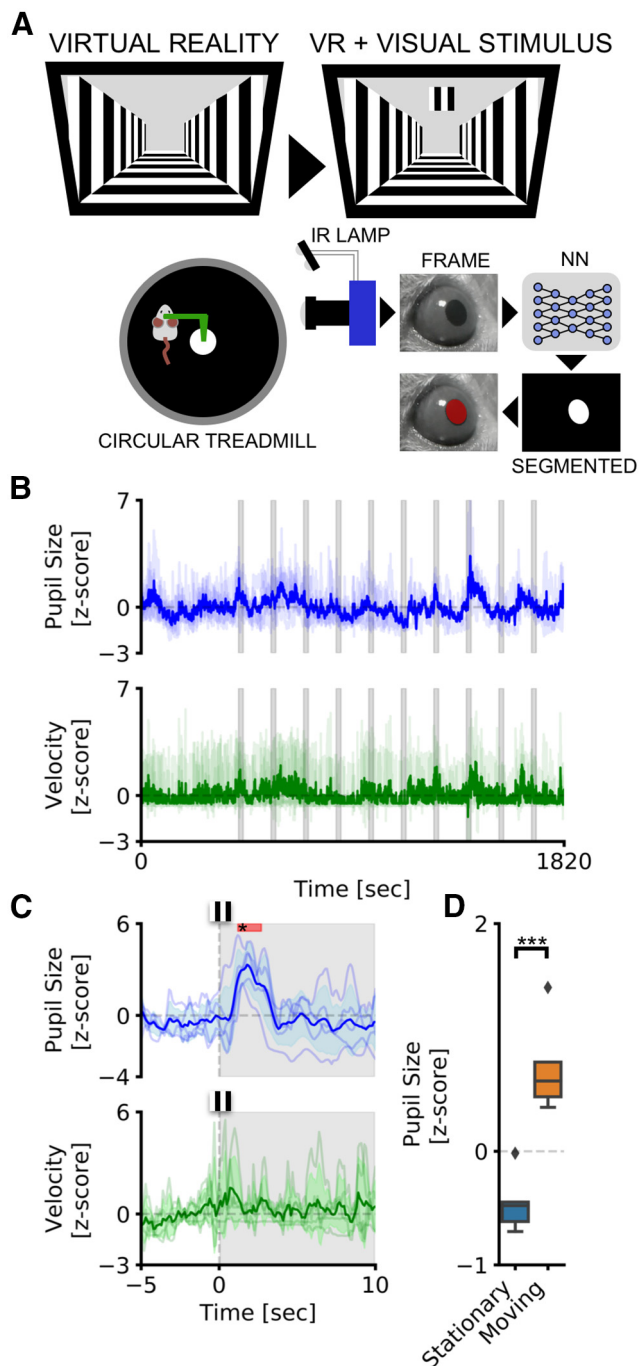 A
VIRTUAL REALITY
VR + VISUAL STIMULUS
IR LAMP
FRAME
NN
CIRCULAR TREADMILL
SEGMENTED
B
Pupil Size
[z-score]
7
0
−3
Velocity
[z-score]
7
0
−3
0
1820
Time [sec]
C
Pupil Size
[z-score]
6
0
−4
*
Velocity
[z-score]
6
0
−3
−5
0
10
Time [sec]
D
Pupil Size
[z-score]
2
0
−1
***
Stationary
Moving